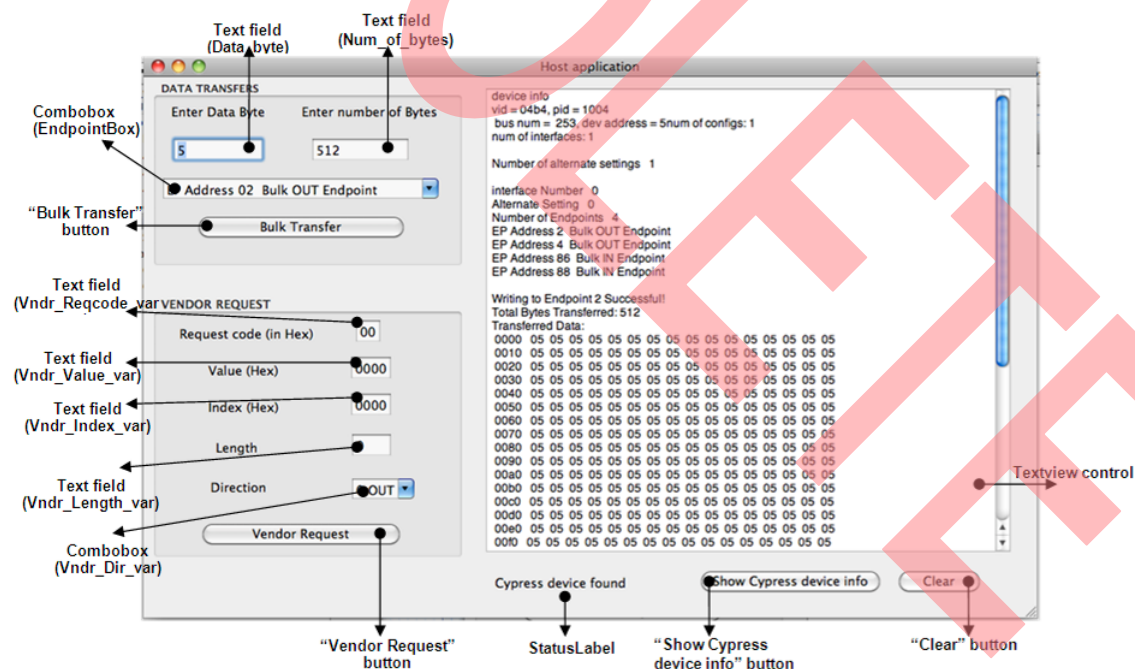 Text field
(Data_byte)
Text field
(Num_of_bytes)
Host application
DATA TRANSFERS
Enter Data Byte
Enter number of Bytes
Combobox
(EndpointBox)
5
512
Address 02 Bulk OUT Endpoint
“Bulk Transfer”
button
Bulk Transfer
Text field
(Vndr_Reqcode_var
VENDOR REQUEST
Request code (in Hex)
00
Text field
(Vndr_Value_var)
Value (Hex)
0000
Text field
(Vndr_Index_var)
Index (Hex)
0000
Length
Text field
(Vndr_Length_var)
Direction
OUT
Combobox
(Vndr_Dir_var)
Vendor Request
device info
vid = 04b4, pid = 1004
bus num = 253, dev address = 5num of configs: 1
num of interfaces: 1
Number of alternate settings 1
interface Number 0
Alternate Setting 0
Number of Endpoints 4
EP Address 2 Bulk OUT Endpoint
EP Address 4 Bulk OUT Endpoint
EP Address 86 Bulk IN Endpoint
EP Address 88 Bulk IN Endpoint
Writing to Endpoint 2 Successful!
Total Bytes Transferred: 512
Transferred Data:
0000 05 05 05 05 05 05 05 05 05 05 05 05 05 05 05 05
0010 05 05 05 05 05 05 05 05 05 05 05 05 05 05 05 05
0020 05 05 05 05 05 05 05 05 05 05 05 05 05 05 05 05
0030 05 05 05 05 05 05 05 05 05 05 05 05 05 05 05 05
0040 05 05 05 05 05 05 05 05 05 05 05 05 05 05 05 05
0050 05 05 05 05 05 05 05 05 05 05 05 05 05 05 05 05
0060 05 05 05 05 05 05 05 05 05 05 05 05 05 05 05 05
0070 05 05 05 05 05 05 05 05 05 05 05 05 05 05 05 05
0080 05 05 05 05 05 05 05 05 05 05 05 05 05 05 05 05
0090 05 05 05 05 05 05 05 05 05 05 05 05 05 05 05 05
00a0 05 05 05 05 05 05 05 05 05 05 05 05 05 05 05 05
00b0 05 05 05 05 05 05 05 05 05 05 05 05 05 05 05 05
00c0 05 05 05 05 05 05 05 05 05 05 05 05 05 05 05 05
00d0 05 05 05 05 05 05 05 05 05 05 05 05 05 05 05 05
00e0 05 05 05 05 05 05 05 05 05 05 05 05 05 05 05 05
00f0 05 05 05 05 05 05 05 05 05 05 05 05 05 05 05 05
Textview control
Cypress device found
Show Cypress device info
Clear
“Vendor Request”
button
StatusLabel
“Show Cypress
device info” button
“Clear” button